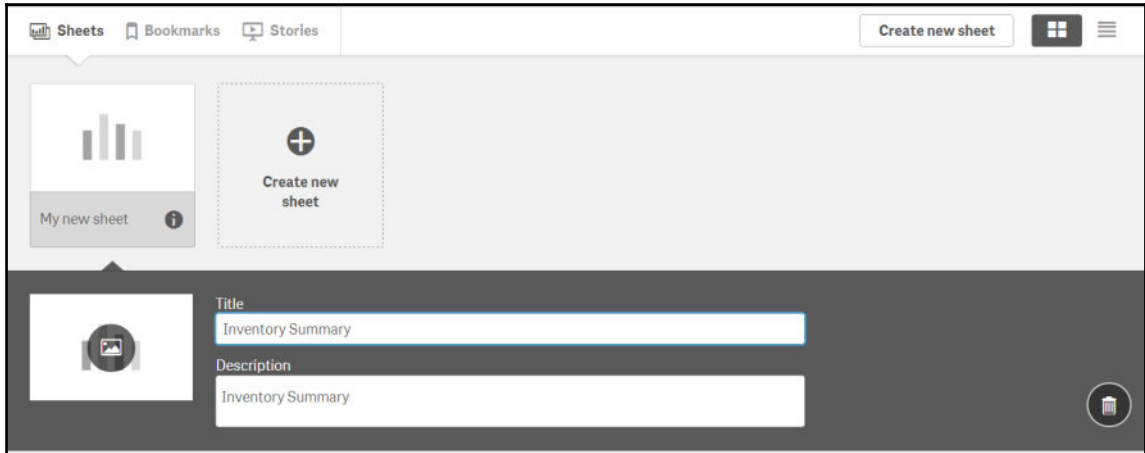 Sheets Bookmarks Stories Create new sheet
Create new
sheet
My new sheet
Title
Inventory Summary
Description
Inventory Summary